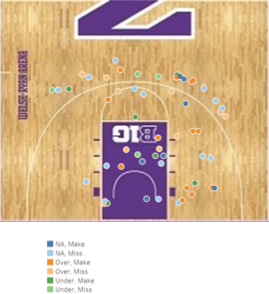 WELSH-RYAN ARENA
B1G
NA, Make
NA, Miss
Over, Make
Over, Miss
Under, Make
Under, Miss